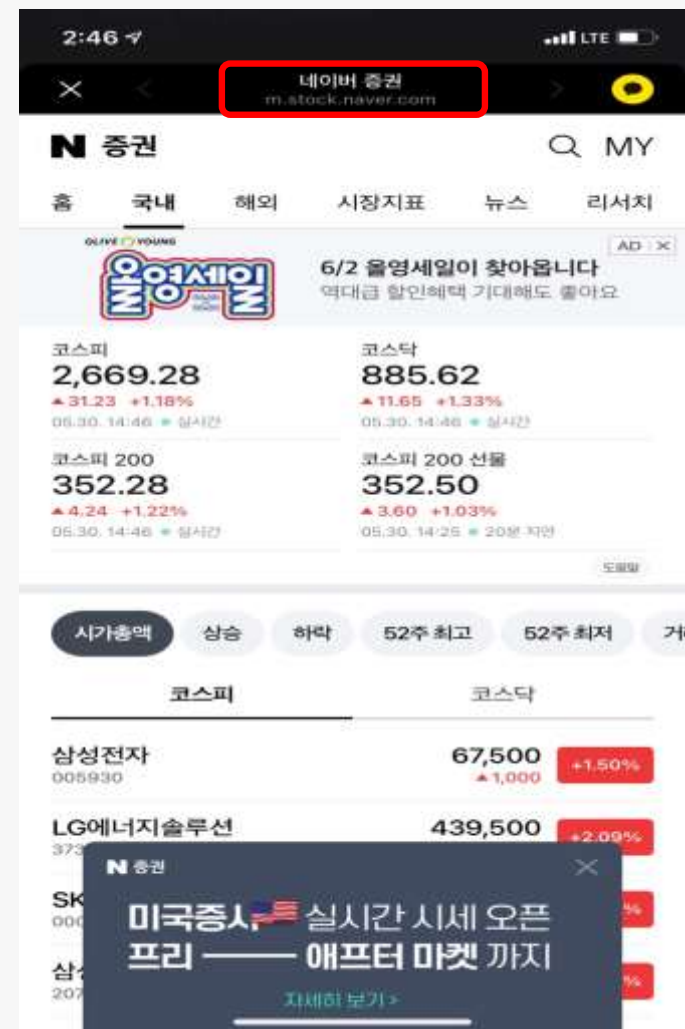 2:46
LTE
네이버 증권
m.stock.naver.com
N 증권
MY
홈 국내 해외 시장지표 뉴스 리서치
OLIVE YOUNG
올영세일
AD X
6/2 올영세일이 찾아옵니다
역대급 할인혜택 기대해도 좋아요
코스피
2,669.28
▲31.23 +1.18%
05.30. 14:46 실시간
코스닥
885.62
▲11.65 +1.33%
05.30. 14:46 실시간
코스피 200
352.28
▲4.24 +1.22%
05.30. 14:46 실시간
코스피 200 선물
352.50
▲3.60 +1.03%
05.30. 14:25 20분 지연
도움말
시가총액 상승 하락 52주 최고 52주 최저 거래
코스피 코스닥
삼성전자 67,500 +1.50%
005930 ▲1,000
LG에너지솔루션 439,500 +2.09%
373
SK
000
삼성
207
N 증권
미국증시 실시간 시세 오픈
프리 애프터 마켓 까지
자세히 보기 >